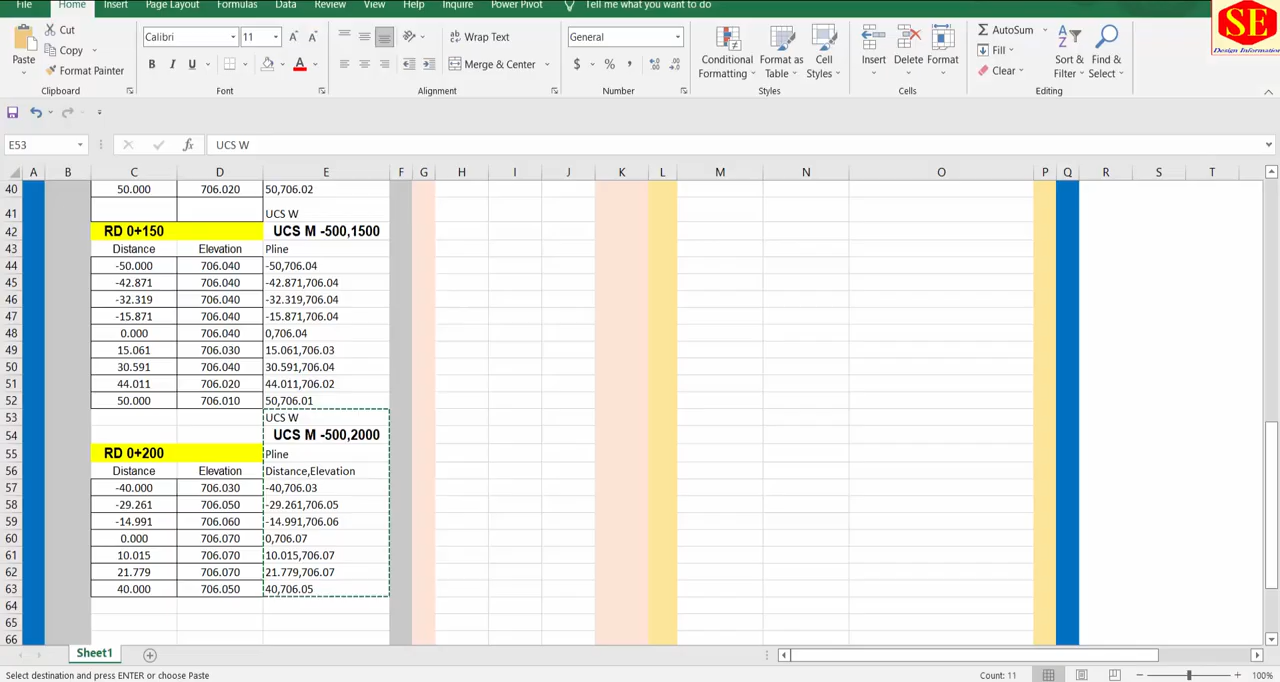 File Home Insert Page Layout Formulas Data Review View Help Inquire Power Pivot Tell me what you want to do
SE
Design Information
Paste
Cut
Copy
Format Painter
Clipboard
Calibri 11 A A
B I U A
Font
Wrap Text
Merge & Center
Alignment
General
$ % ,
Number
Conditional Formatting
Format as Table
Cell Styles
Styles
Insert Delete Format
Cells
AutoSum
Fill
Clear
Sort & Filter
Find & Select
Editing
E53 fx UCS W
A B C D E F G H I J K L M N O P Q R S T
40 50.000 706.020 50,706.02
41 UCS W
42 RD 0+150 UCS M -500,1500
43 Distance Elevation Pline
44 -50.000 706.040 -50,706.04
45 -42.871 706.040 -42.871,706.04
46 -32.319 706.040 -32.319,706.04
47 -15.871 706.040 -15.871,706.04
48 0.000 706.040 0,706.04
49 15.061 706.030 15.061,706.03
50 30.591 706.040 30.591,706.04
51 44.011 706.020 44.011,706.02
52 50.000 706.010 50,706.01
53 UCS W
54 UCS M -500,2000
55 RD 0+200 Pline
56 Distance Elevation Distance,Elevation
57 -40.000 706.030 -40,706.03
58 -29.261 706.050 -29.261,706.05
59 -14.991 706.060 -14.991,706.06
60 0.000 706.070 0,706.07
61 10.015 706.070 10.015,706.07
62 21.779 706.070 21.779,706.07
63 40.000 706.050 40,706.05
64
65
66
Sheet1
Select destination and press ENTER or choose Paste Count: 11 100%